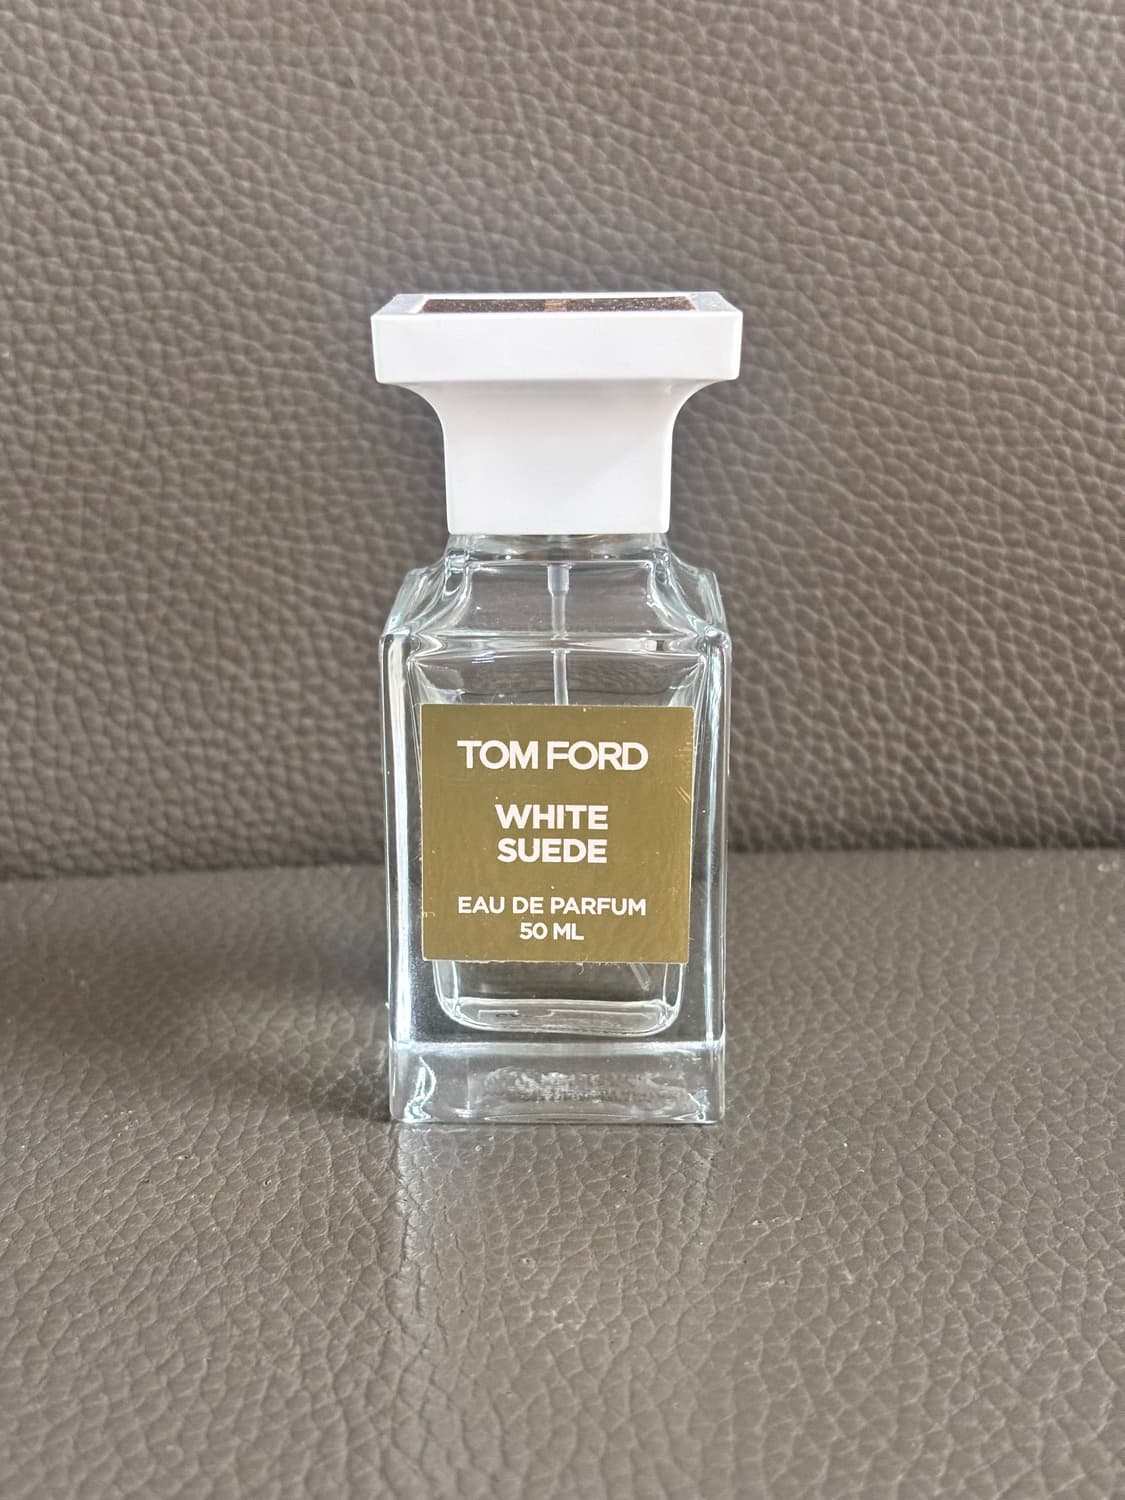 TOM FORD
WHITE
SUEDE
EAU DE PARFUM
50 ML